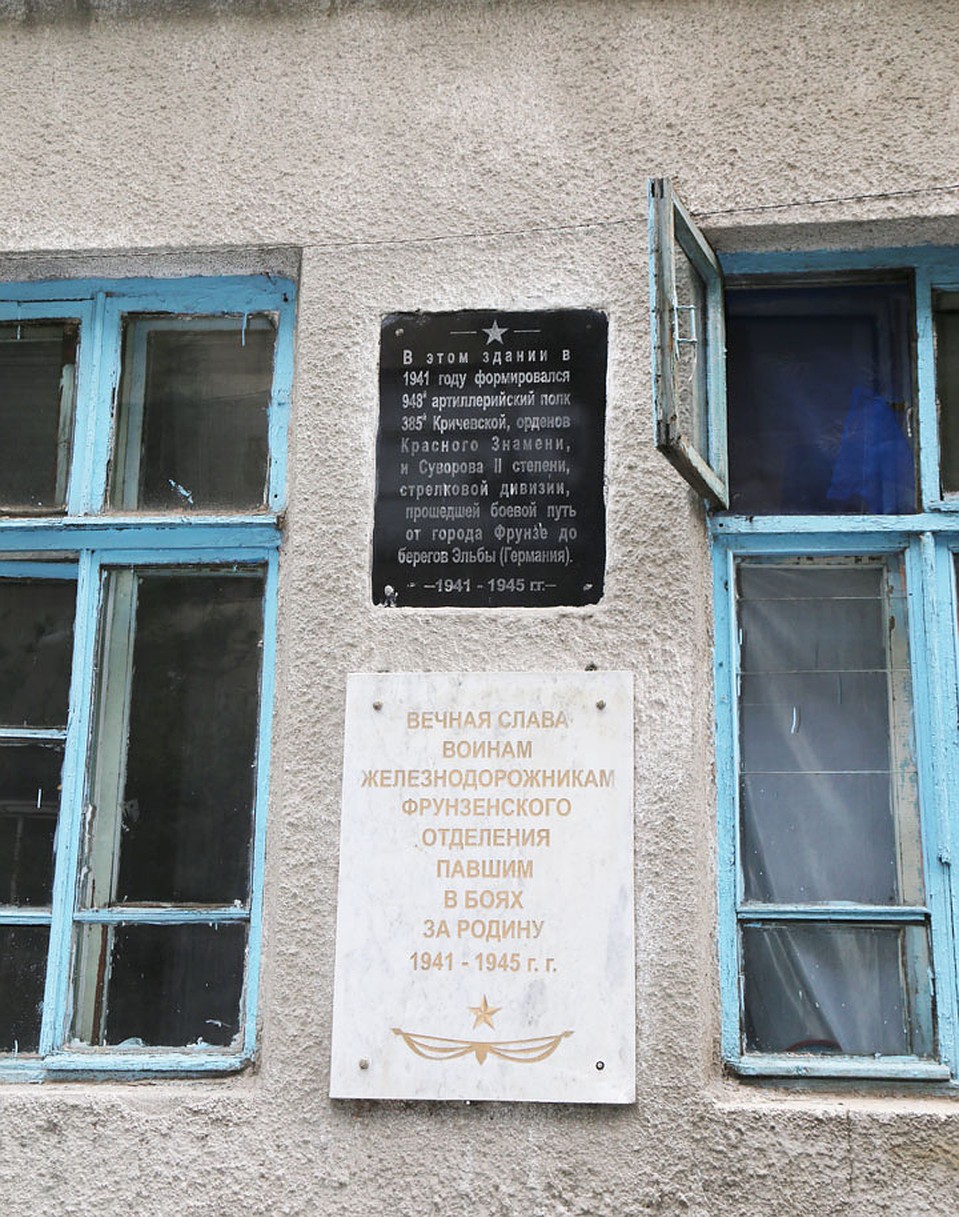 В этом здании в
1941 году формировался
948й артиллерийский полк
385й Кричевской, орденов
Красного Знамени,
и Суворова II степени,
стрелковой дивизии,
прошедшей боевой путь
от города Фрунзе до
берегов Эльбы (Германия).
–1941 - 1945 гг.–
ВЕЧНАЯ СЛАВА
ВОИНАМ
ЖЕЛЕЗНОДОРОЖНИКАМ
ФРУНЗЕНСКОГО
ОТДЕЛЕНИЯ
ПАВШИМ
В БОЯХ
ЗА РОДИНУ
1941 - 1945 г. г.